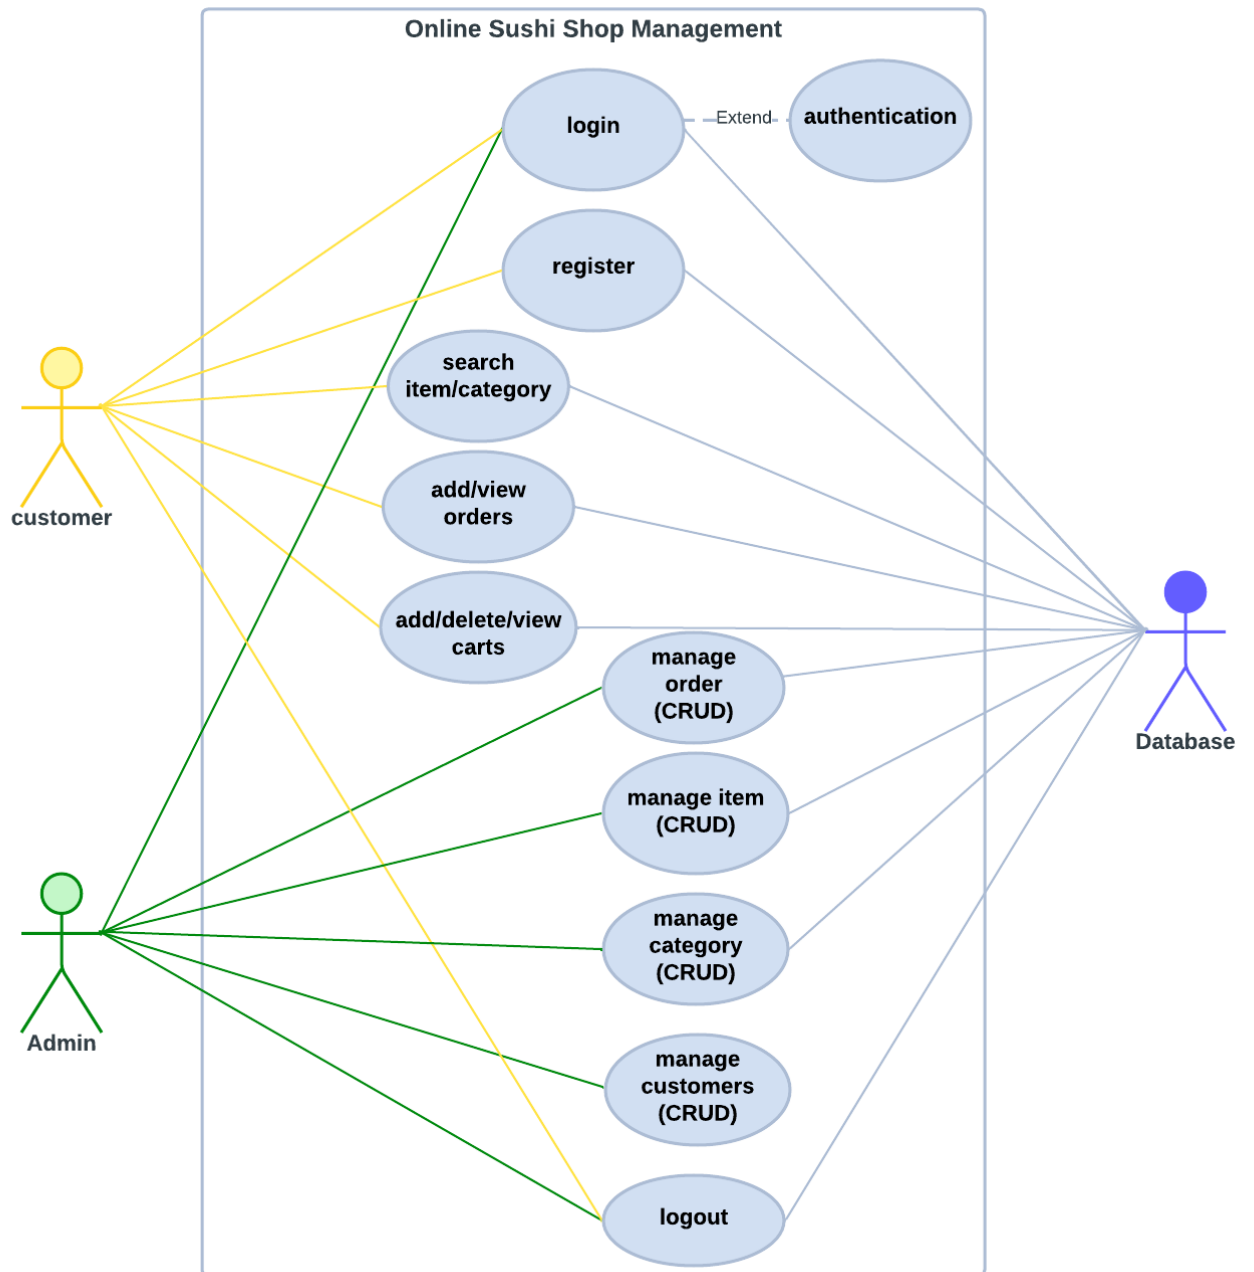 Online Sushi Shop Management
login
Extend
authentication
register
search
item/category
customer
add/view
orders
add/delete/view
carts
manage
order
(CRUD)
Database
manage item
(CRUD)
manage
category
(CRUD)
Admin
manage
customers
(CRUD)
logout